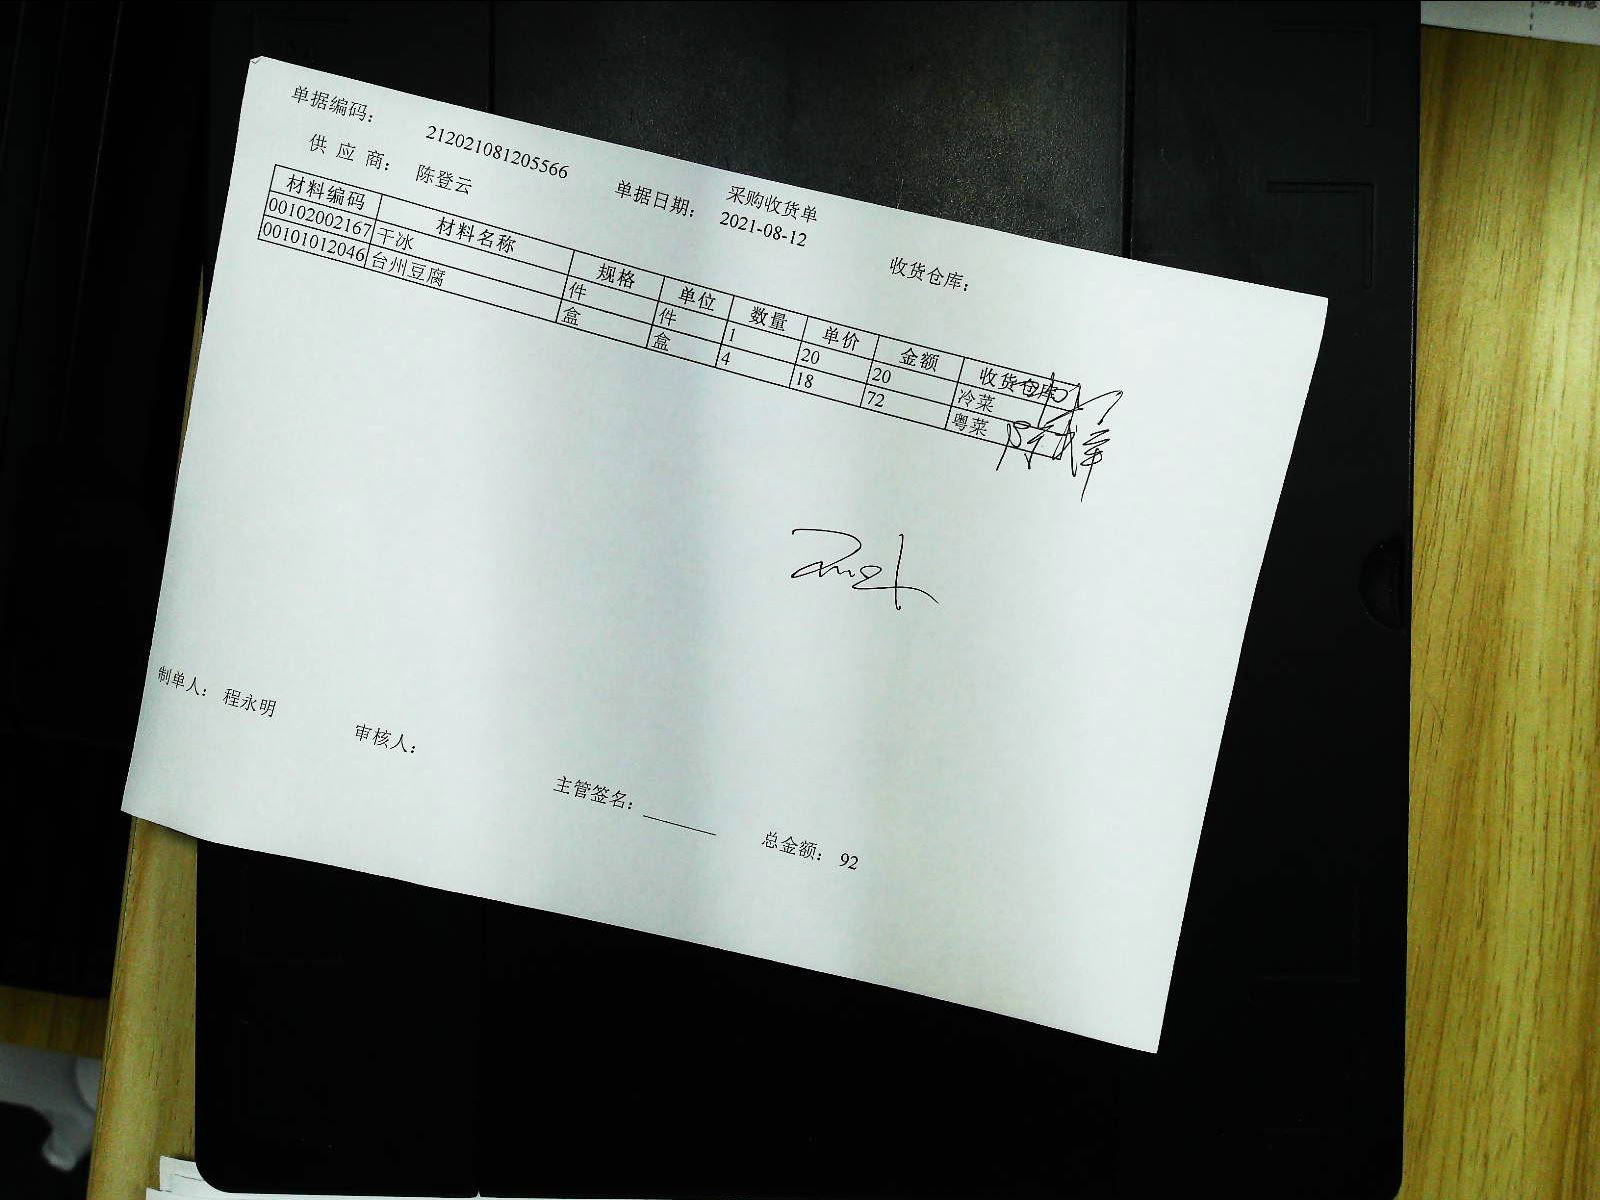 采购收货单
单据编码： 212021081205566
供 应 商： 陈登云 单据日期： 2021-08-12 收货仓库：
材料编码 材料名称 规格 单位 数量 单价 金额 收货仓库
00102002167 干冰 件 件 1 20 20 冷菜
00101012046 台州豆腐 盒 盒 4 18 72 粤菜
制单人： 程永明 审核人： 主管签名： 总金额： 92